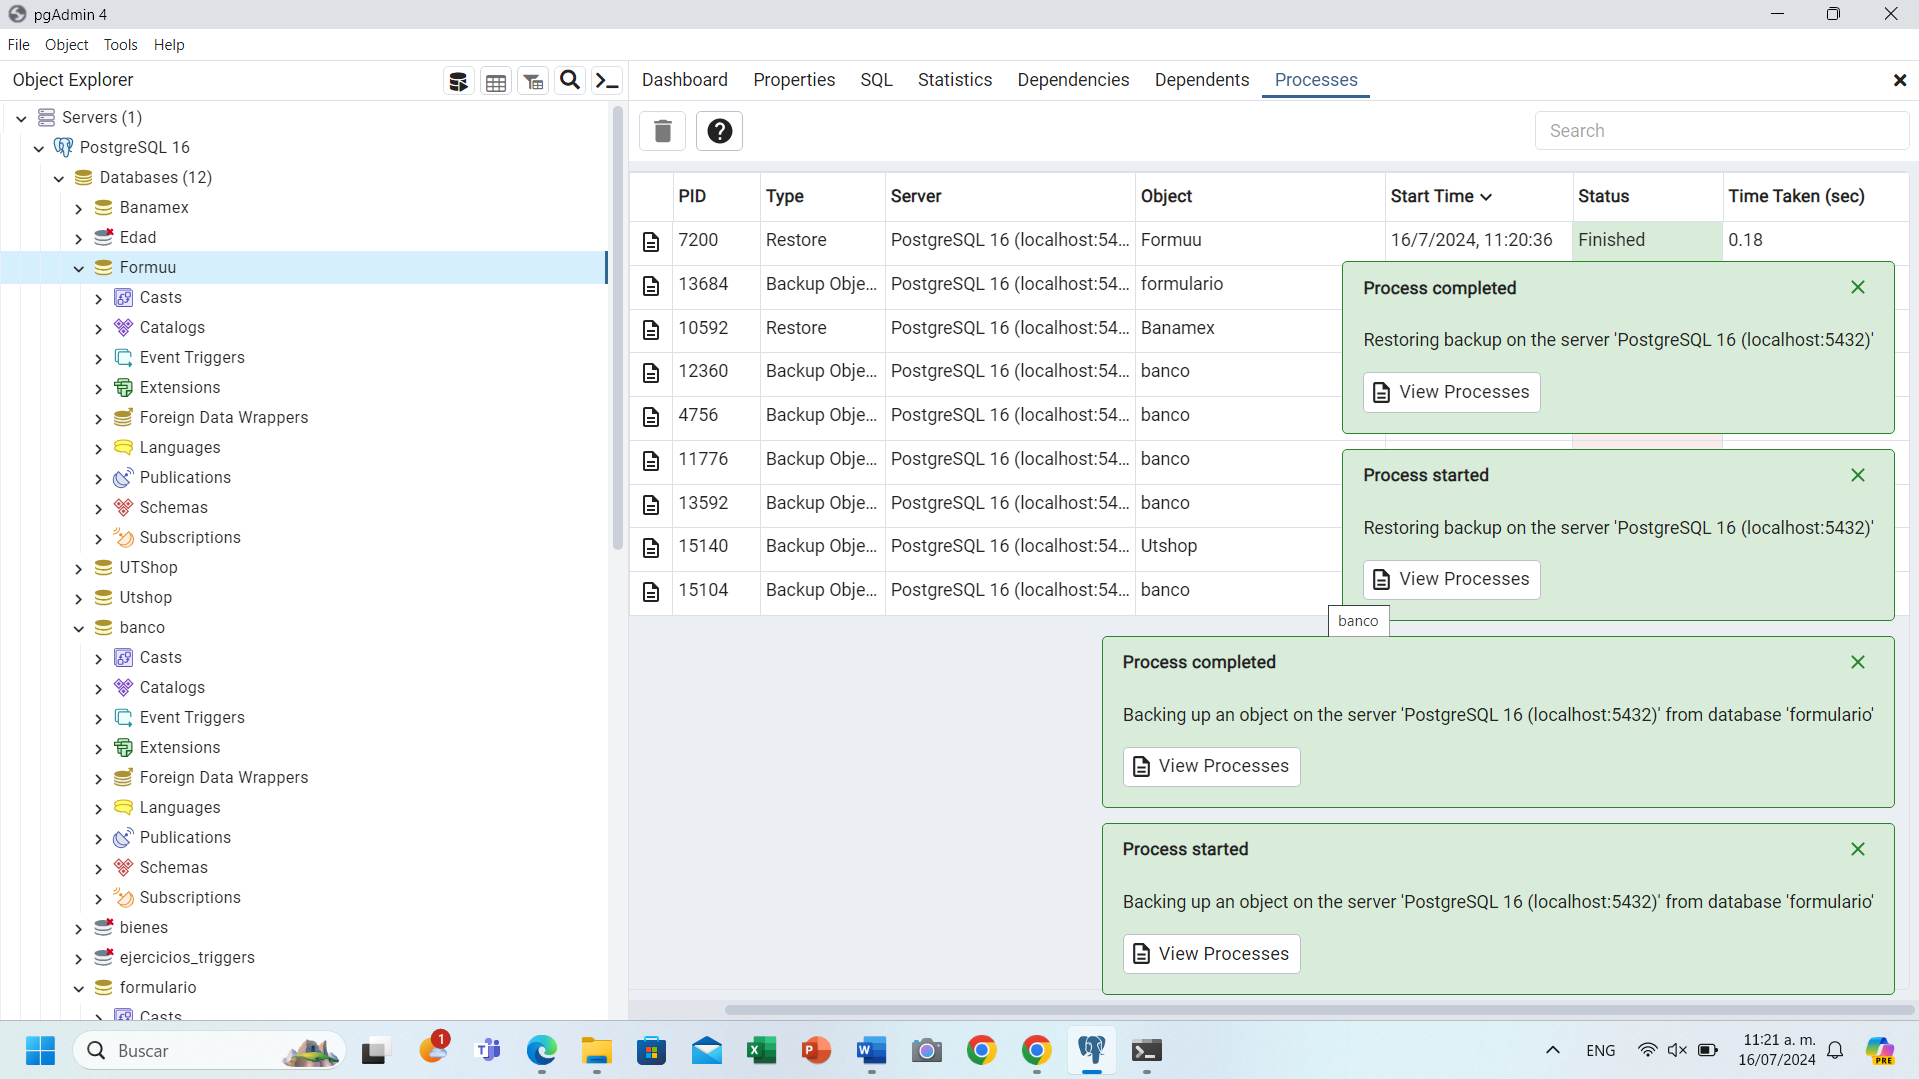 pgAdmin 4
File Object Tools Help
Object Explorer
Dashboard Properties SQL Statistics Dependencies Dependents Processes
Search
Servers (1)
PostgreSQL 16
Databases (12)
Banamex
Edad
Formuu
Casts
Catalogs
Event Triggers
Extensions
Foreign Data Wrappers
Languages
Publications
Schemas
Subscriptions
UTShop
Utshop
banco
Casts
Catalogs
Event Triggers
Extensions
Foreign Data Wrappers
Languages
Publications
Schemas
Subscriptions
bienes
ejercicios_triggers
formulario
Casts
PID Type Server Object Start Time Status Time Taken (sec)
7200 Restore PostgreSQL 16 (localhost:54... Formuu 16/7/2024, 11:20:36 Finished 0.18
13684 Backup Obje... PostgreSQL 16 (localhost:54... formulario
10592 Restore PostgreSQL 16 (localhost:54... Banamex
12360 Backup Obje... PostgreSQL 16 (localhost:54... banco
4756 Backup Obje... PostgreSQL 16 (localhost:54... banco
11776 Backup Obje... PostgreSQL 16 (localhost:54... banco
13592 Backup Obje... PostgreSQL 16 (localhost:54... banco
15140 Backup Obje... PostgreSQL 16 (localhost:54... Utshop
15104 Backup Obje... PostgreSQL 16 (localhost:54... banco
Process completed
Restoring backup on the server 'PostgreSQL 16 (localhost:5432)'
View Processes
Process started
Restoring backup on the server 'PostgreSQL 16 (localhost:5432)'
View Processes
banco
Process completed
Backing up an object on the server 'PostgreSQL 16 (localhost:5432)' from database 'formulario'
View Processes
Process started
Backing up an object on the server 'PostgreSQL 16 (localhost:5432)' from database 'formulario'
View Processes
Buscar
1
ENG
11:21 a. m.
16/07/2024
PRE